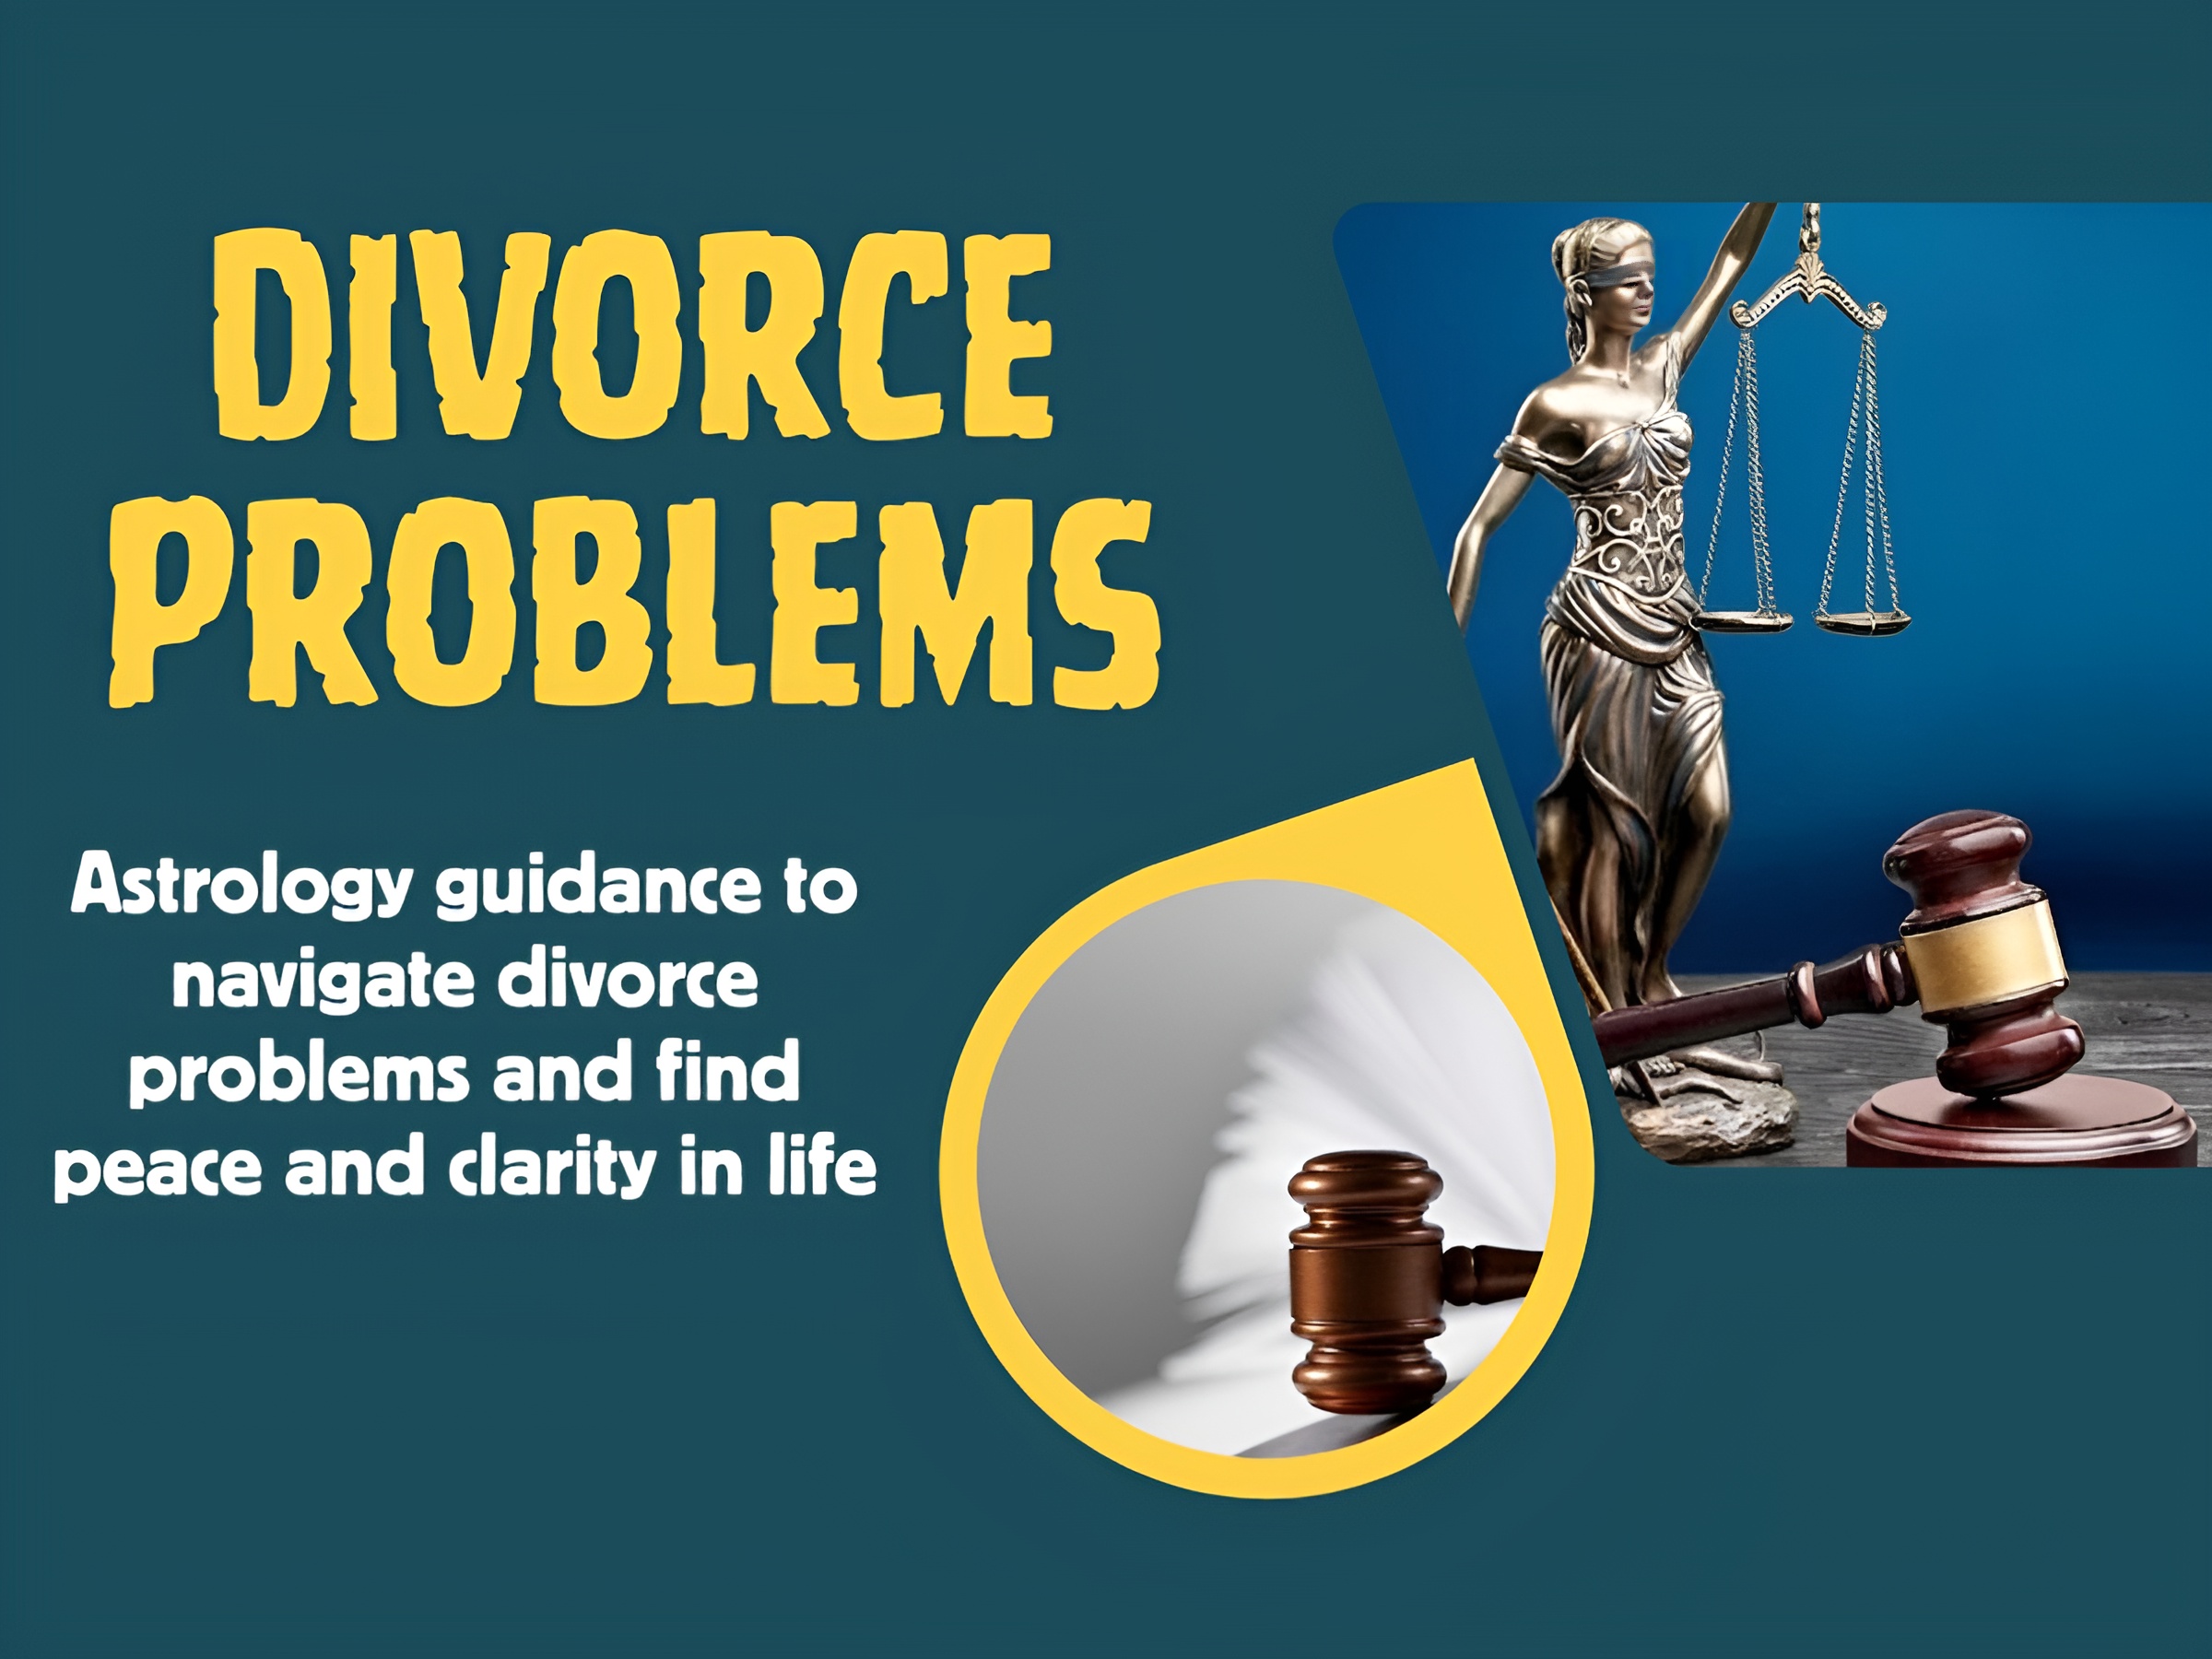 DIVORCE
PROBLEMS
Astrology guidance to
navigate divorce
problems and find
peace and clarity in life